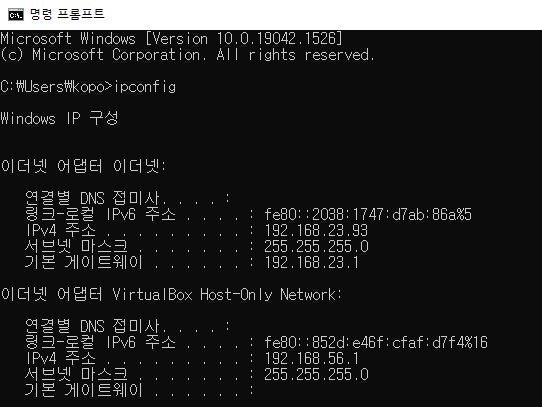 명령 프롬프트
Microsoft Windows [Version 10.0.19042.1526]
(c) Microsoft Corporation. All rights reserved.
C:₩Users₩kopo>ipconfig
Windows IP 구성
이더넷 어댑터 이더넷:
연결별 DNS 접미사. . . . :
링크-로컬 IPv6 주소 . . . . : fe80::2038:1747:d7ab:86a%5
IPv4 주소 . . . . . . . . . : 192.168.23.93
서브넷 마스크 . . . . . . . : 255.255.255.0
기본 게이트웨이 . . . . . . : 192.168.23.1
이더넷 어댑터 VirtualBox Host-Only Network:
연결별 DNS 접미사. . . . :
링크-로컬 IPv6 주소 . . . . : fe80::852d:e46f:cfaf:d7f4%16
IPv4 주소 . . . . . . . . . : 192.168.56.1
서브넷 마스크 . . . . . . . : 255.255.255.0
기본 게이트웨이 . . . . . . :